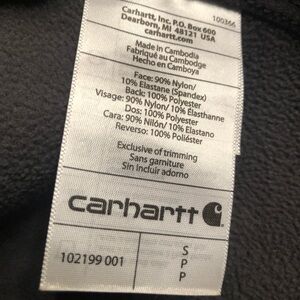 100366
Carhartt, Inc. P.O. Box 600
Dearborn, MI 48121 USA
carhartt.com
Made in Cambodia
Fabriqué au Cambodge
Hecho en Camboya
Face: 90% Nylon/
10% Elastane (Spandex)
Back: 100% Polyester
Visage: 90% Nylon/ 10% Élasthanne
Dos: 100% Polyester
Cara: 90% Nilón/ 10% Elastano
Reverso: 100% Poliéster
Exclusive of trimming
Sans garniture
Sin incluir adorno
carhartt
102199 001
S
P
P